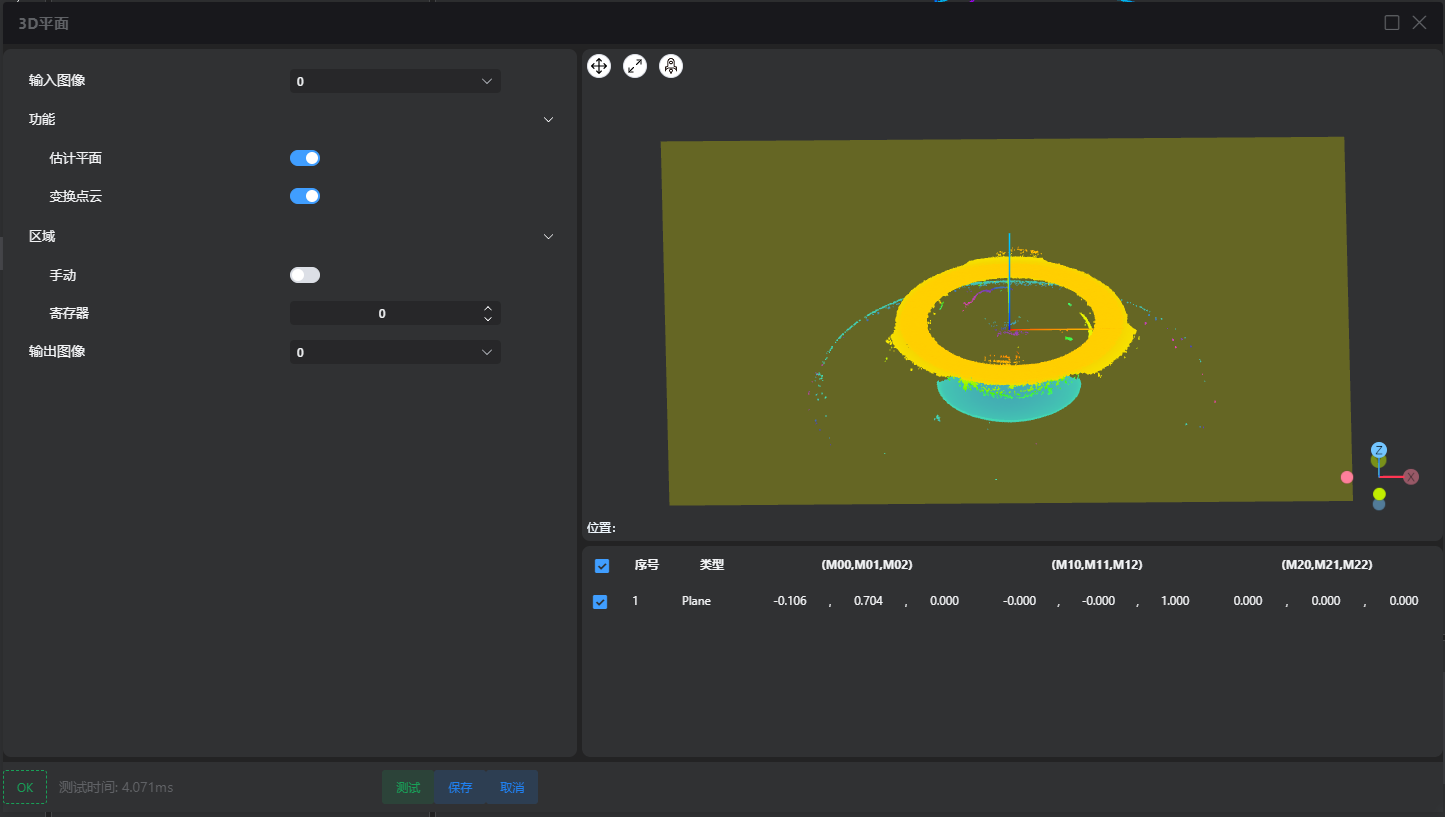 3D平面
输入图像 0
功能
估计平面
变换点云
区域
手动
寄存器 0
输出图像 0
Z
X
位置:
序号 类型 (M00,M01,M02) (M10,M11,M12) (M20,M21,M22)
1 Plane -0.106 , 0.704 , 0.000 -0.000 , -0.000 , 1.000 0.000 , 0.000 , 0.000
OK 测试时间: 4.071ms 测试 保存 取消